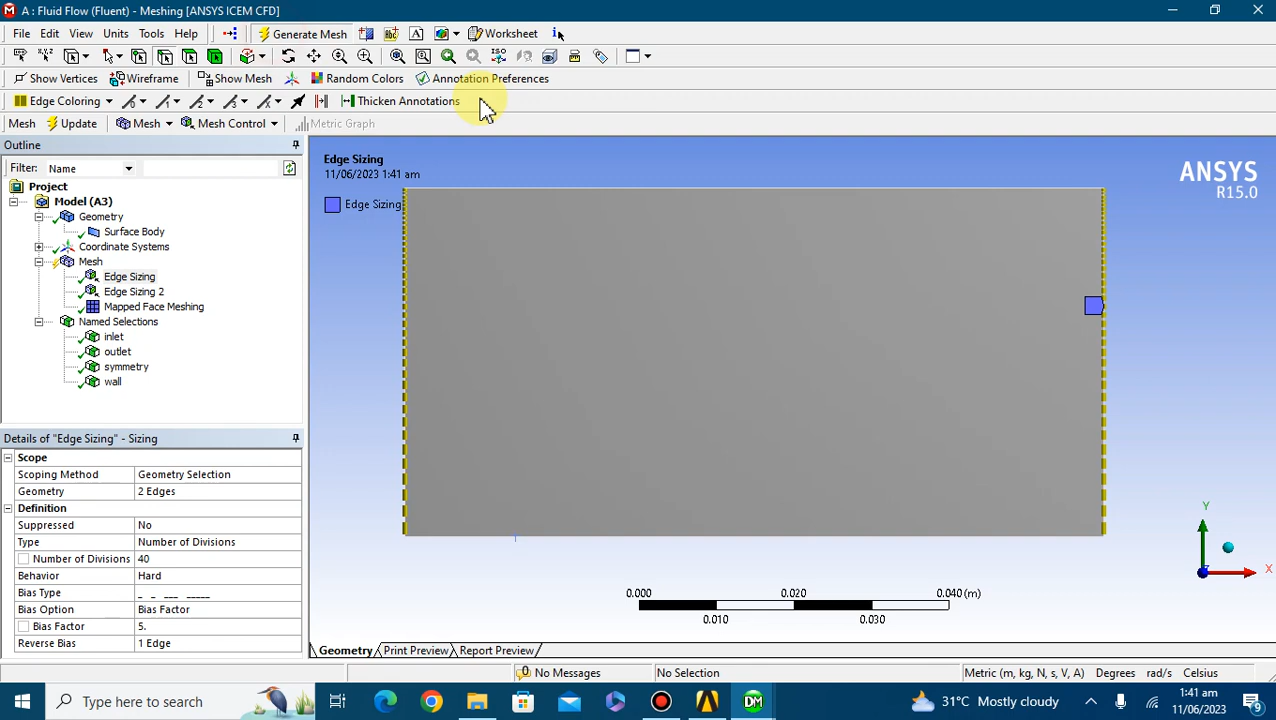 A : Fluid Flow (Fluent) - Meshing [ANSYS ICEM CFD]
File Edit View Units Tools Help Generate Mesh Worksheet
Show Vertices Wireframe Show Mesh Random Colors Annotation Preferences
Edge Coloring Thicken Annotations
Mesh Update Mesh Mesh Control Metric Graph
Outline
Filter: Name
Project
Model (A3)
Geometry
Surface Body
Coordinate Systems
Mesh
Edge Sizing
Edge Sizing 2
Mapped Face Meshing
Named Selections
inlet
outlet
symmetry
wall
Details of "Edge Sizing" - Sizing
Scope
Scoping Method Geometry Selection
Geometry 2 Edges
Definition
Suppressed No
Type Number of Divisions
Number of Divisions 40
Behavior Hard
Bias Type _ _ __ ___
Bias Option Bias Factor
Bias Factor 5.
Reverse Bias 1 Edge
Edge Sizing
11/06/2023 1:41 am
Edge Sizing
ANSYS
R15.0
Y
X
0.000 0.020 0.040 (m)
0.010 0.030
Geometry Print Preview Report Preview
No Messages No Selection Metric (m, kg, N, s, V, A) Degrees rad/s Celsius
Type here to search
DM
31°C Mostly cloudy
1:41 am
11/06/2023